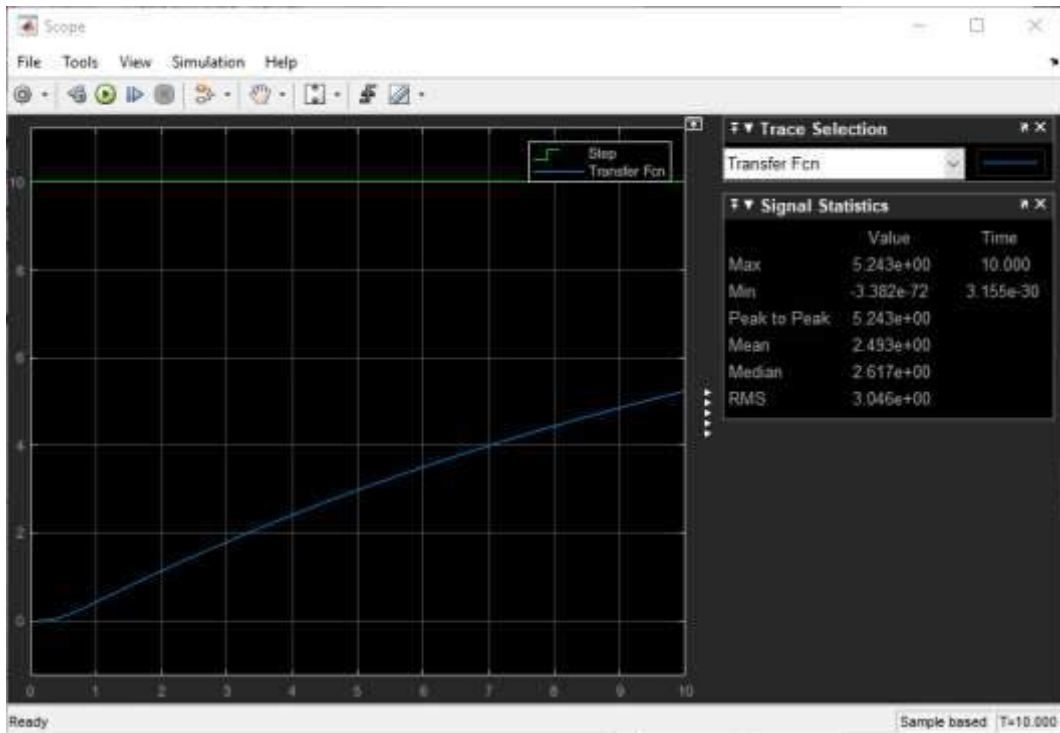 Scope
File Tools View Simulation Help
Step
Transfer Fcn
10
8
6
4
2
0
0 1 2 3 4 5 6 7 8 9 10
Trace Selection
Transfer Fcn
Signal Statistics
Value Time
Max 5.243e+00 10.000
Min -3.382e-72 3.155e-30
Peak to Peak 5.243e+00
Mean 2.493e+00
Median 2.617e+00
RMS 3.046e+00
Ready Sample based T=10.000